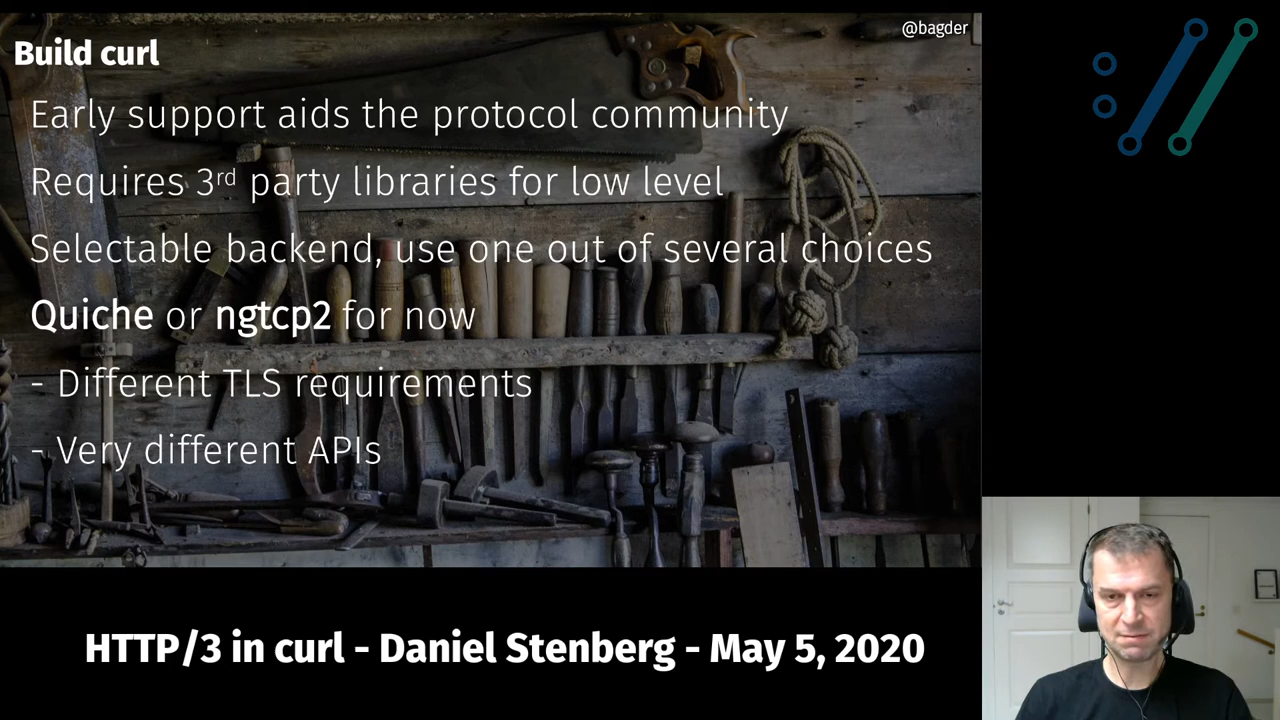 @bagder
Build curl
Early support aids the protocol community
Requires 3rd party libraries for low level
Selectable backend, use one out of several choices
Quiche or ngtcp2 for now
- Different TLS requirements
- Very different APIs
HTTP/3 in curl - Daniel Stenberg - May 5, 2020